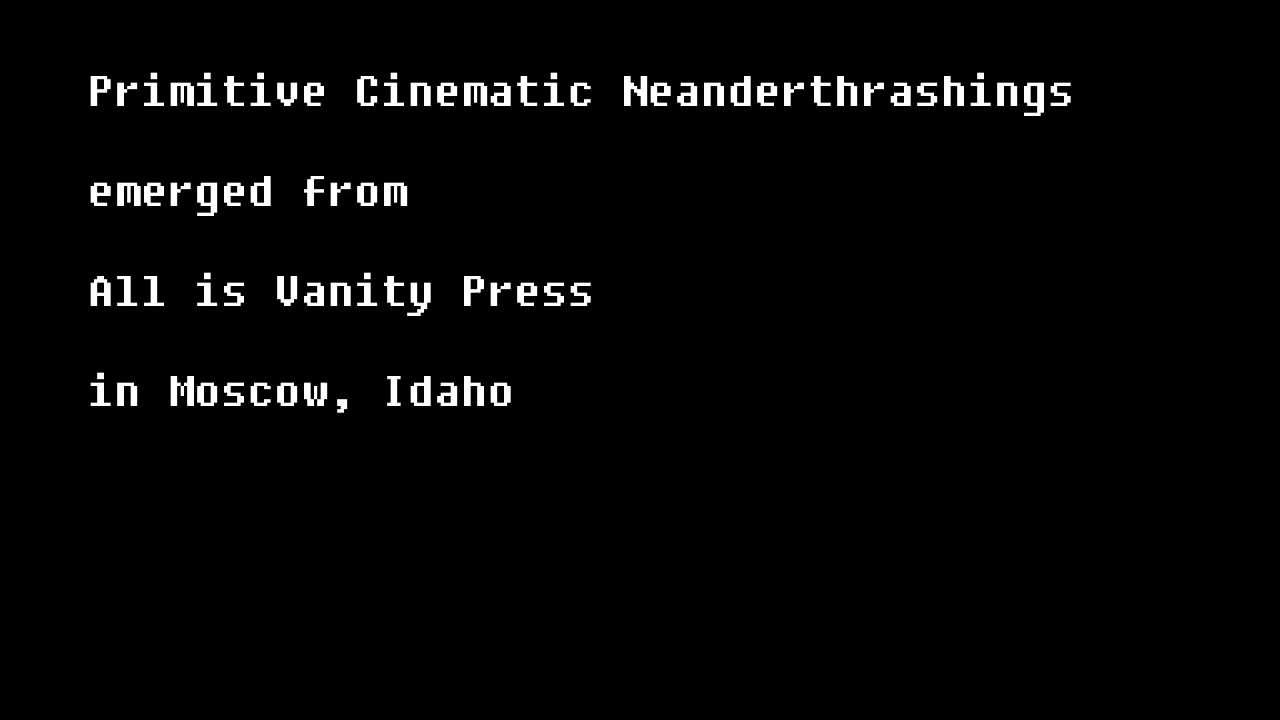 Primitive Cinematic Neanderthrashings
emerged from
All is Vanity Press
in Moscow, Idaho